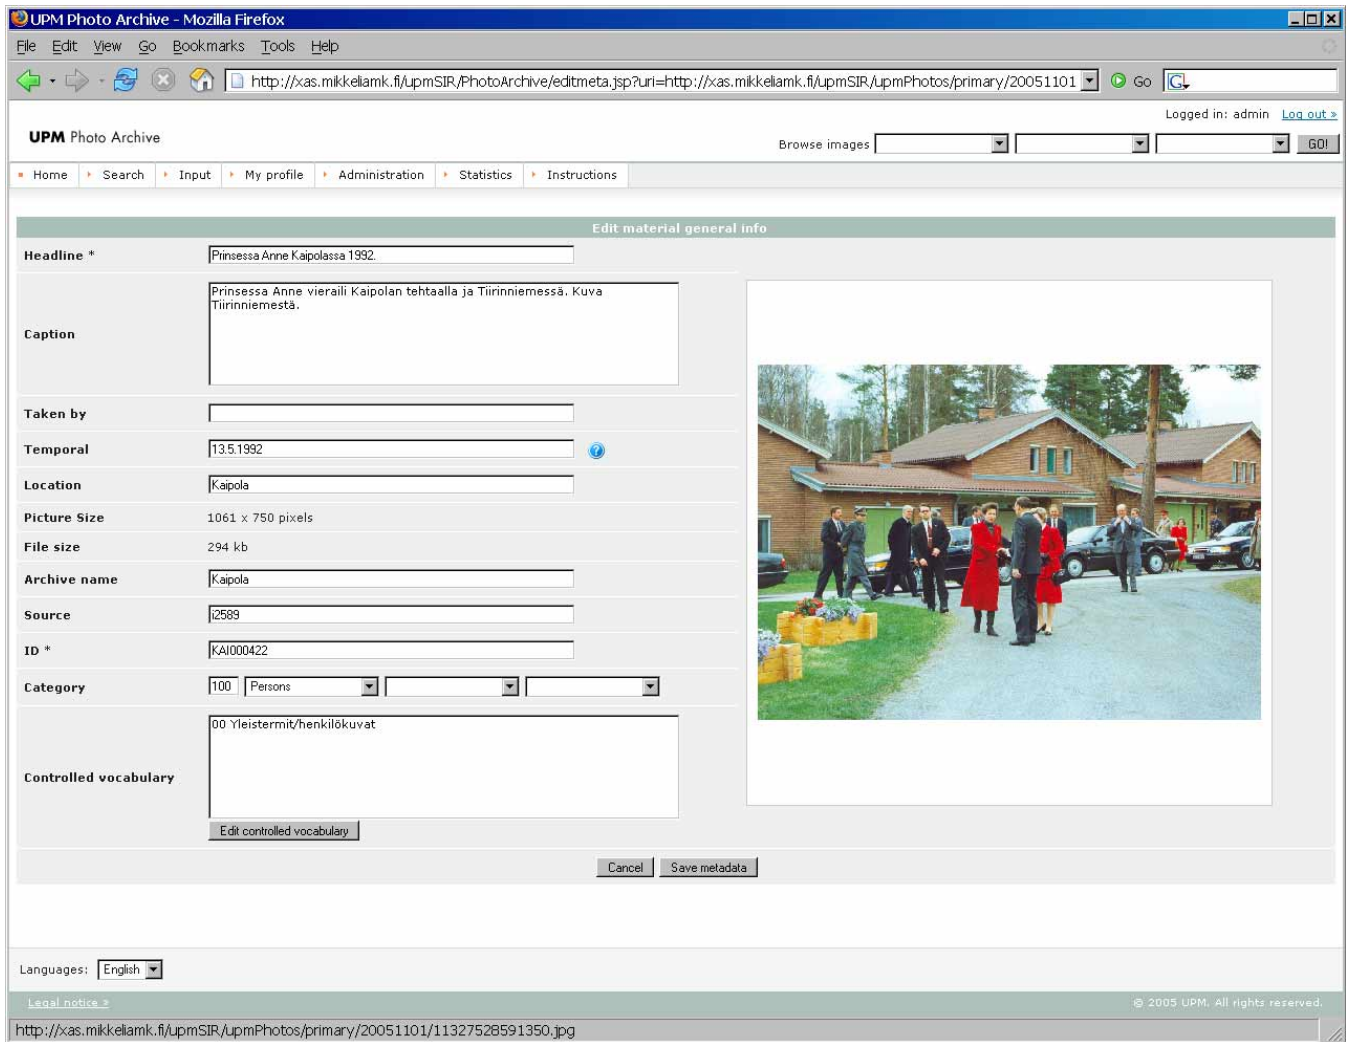 UPM Photo Archive - Mozilla Firefox
File Edit View Go Bookmarks Tools Help
http://xas.mikkeliamk.fi/upmSIR/PhotoArchive/editmeta.jsp?uri=http://xas.mikkeliamk.fi/upmSIR/upmPhotos/primary/20051101 Go G
Logged in: admin Log out »
UPM Photo Archive
Browse images GO!
Home Search Input My profile Administration Statistics Instructions
Edit material general info
Headline * Prinsessa Anne Kaipolassa 1992.
Caption Prinsessa Anne vieraili Kaipolan tehtaalla ja Tiirinniemessä. Kuva
Tiirinniemestä.
Taken by
Temporal 13.5.1992 ?
Location Kaipola
Picture Size 1061 x 750 pixels
File size 294 kb
Archive name Kaipola
Source i2589
ID * KAI000422
Category 100 Persons
Controlled vocabulary 00 Yleistermit/henkilökuvat
Edit controlled vocabulary
Cancel Save metadata
Languages: English
Legal notice » © 2005 UPM. All rights reserved.
http://xas.mikkeliamk.fi/upmSIR/upmPhotos/primary/20051101/11327528591350.jpg